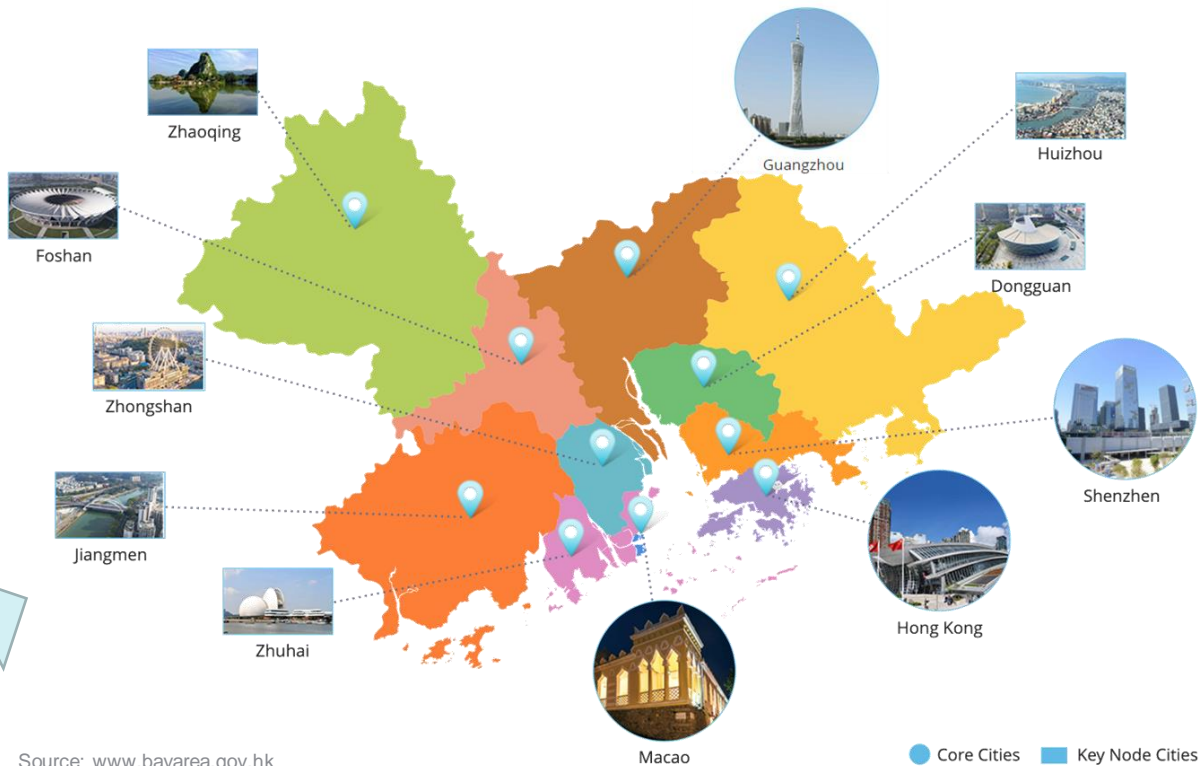 Zhaoqing
Guangzhou
Huizhou
Foshan
Dongguan
Zhongshan
Shenzhen
Jiangmen
Hong Kong
Zhuhai
Macao
Core Cities
Key Node Cities
Source: www.bayarea.gov.hk